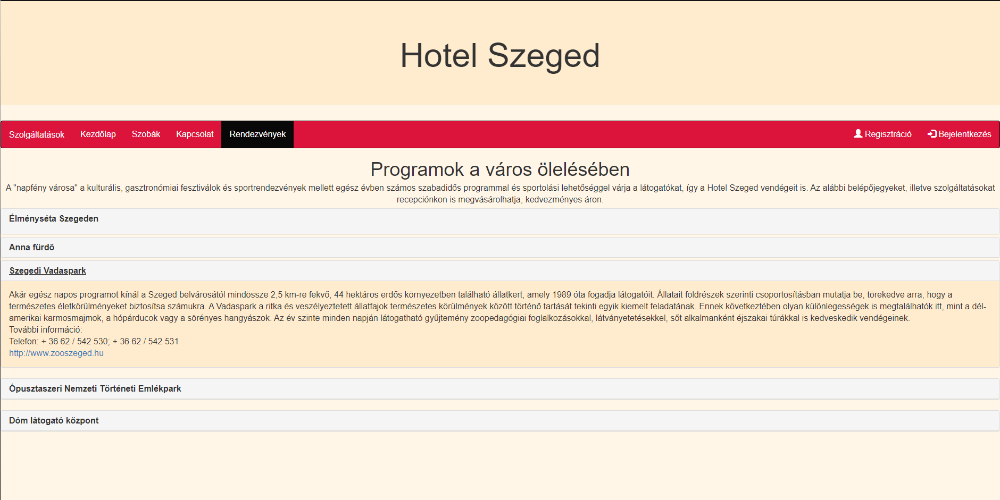 Hotel Szeged
Szolgáltatások Kezdőlap Szobák Kapcsolat Rendezvények Regisztráció Bejelentkezés
Programok a város ölelésében
A "napfény városa" a kulturális, gasztronómiai fesztiválok és sportrendezvények mellett egész évben számos szabadidős programmal és sportolási lehetőséggel várja a látogatókat, így a Hotel Szeged vendégeit is. Az alábbi belépőjegyeket, illetve szolgáltatásokat
recepciónkon is megvásárolhatja, kedvezményes áron.
Élményséta Szegeden
Anna fürdő
Szegedi Vadaspark
Akár egész napos programot kínál a Szeged belvárosától mindössze 2,5 km-re fekvő, 44 hektáros erdős környezetben található állatkert, amely 1989 óta fogadja látogatóit. Állatait földrészek szerinti csoportosításban mutatja be, törekedve arra, hogy a
természetes életkörülményeket biztosítsa számukra. A Vadaspark a ritka és veszélyeztetett állatfajok természetes körülmények között történő tartását tekinti egyik kiemelt feladatának. Ennek következtében olyan különlegességek is megtalálhatók itt, mint a dél-
amerikai karmosmajmok, a hópárducok vagy a sörényes hangyászok. Az év szinte minden napján látogatható gyűjtemény zoopedagógiai foglalkozásokkal, látványetetésekkel, sőt alkalmanként éjszakai túrákkal is kedveskedik vendégeinek.
További információ:
Telefon: + 36 62 / 542 530; + 36 62 / 542 531
http://www.zooszeged.hu
Ópusztaszeri Nemzeti Történeti Emlékpark
Dóm látogató központ